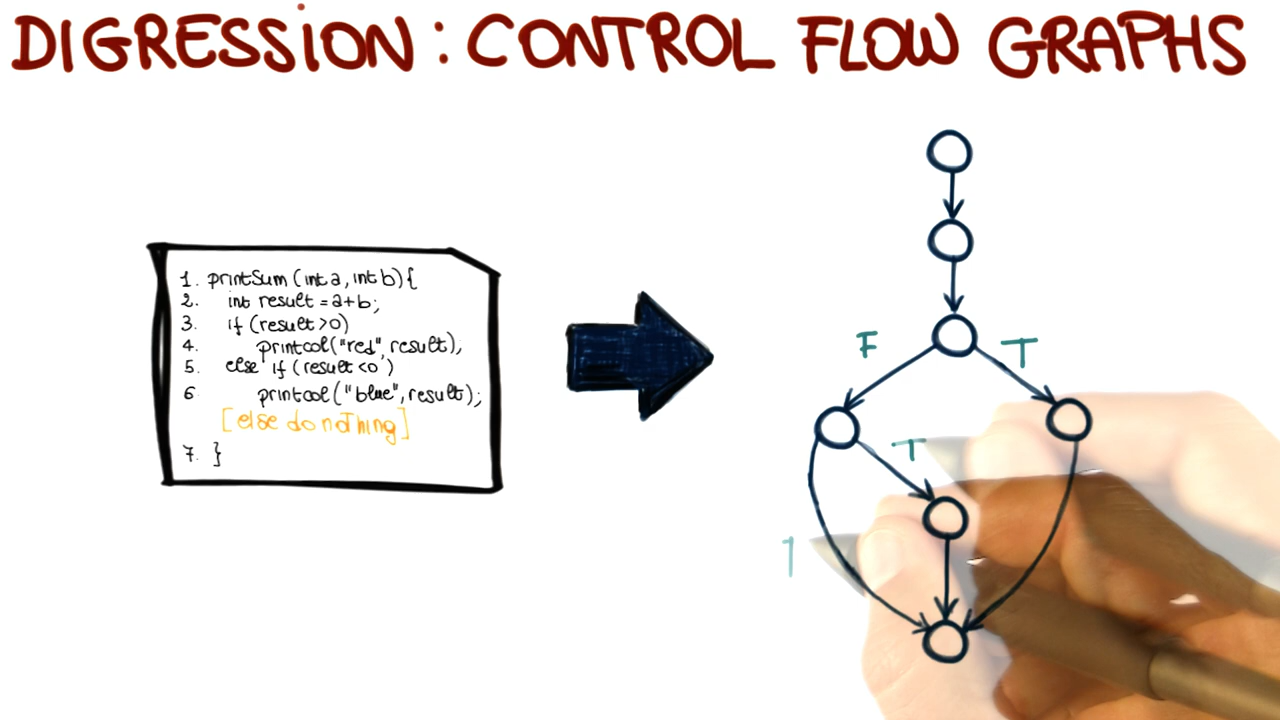 DIGRESSION: CONTROL FLOW GRAPHS
1. printSum (int a, int b) {
2. int result = a+b;
3. if (result >0)
4. printcol("red", result);
5. else if (result <0)
6 printcol("blue", result);
[else do nothing]
7. }
F
T
T